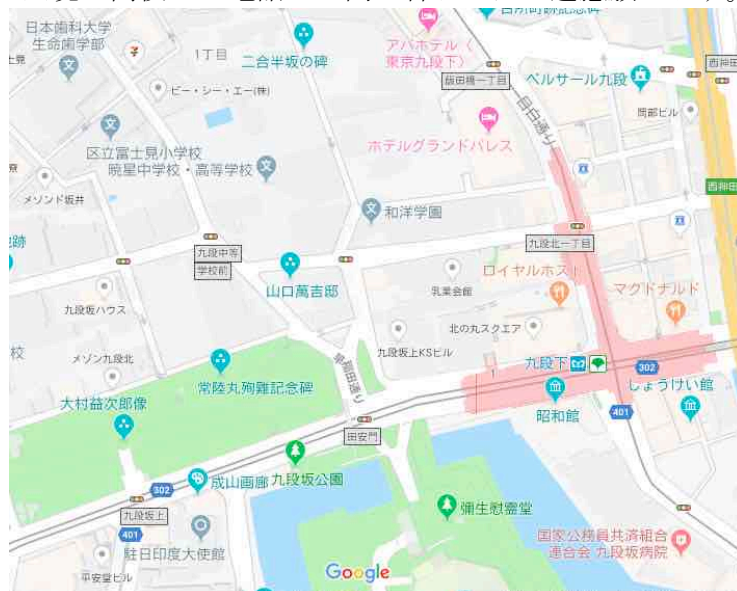 日本歯科大学
生命歯学部
1丁目
二合半坂の碑
アパホテル〈
東京九段下〉
飯田橋一丁目
ベルサール九段
西神田
ビー・シー・エー(株)
目白通り
岡部ビル
ホテルグランドパレス
区立富士見小学校
暁星中学校・高等学校
メゾンド坂井
和洋学園
西神田
九段北一丁目
九段中等
学校前
山口萬吉邸
乳業会館
ロイヤルホスト
マクドナルド
九段坂ハウス
北の丸スクエア
校
メゾン九段北
九段坂上KSビル
早稲田通り
九段下
302
常陸丸殉難記念碑
しょうけい館
大村益次郎像
昭和館
401
田安門
成山画廊
九段坂公園
302
彌生慰靈堂
九段坂上
401
駐日印度大使館
国家公務員共済組合
連合会 九段坂病院
平安堂ビル
Google